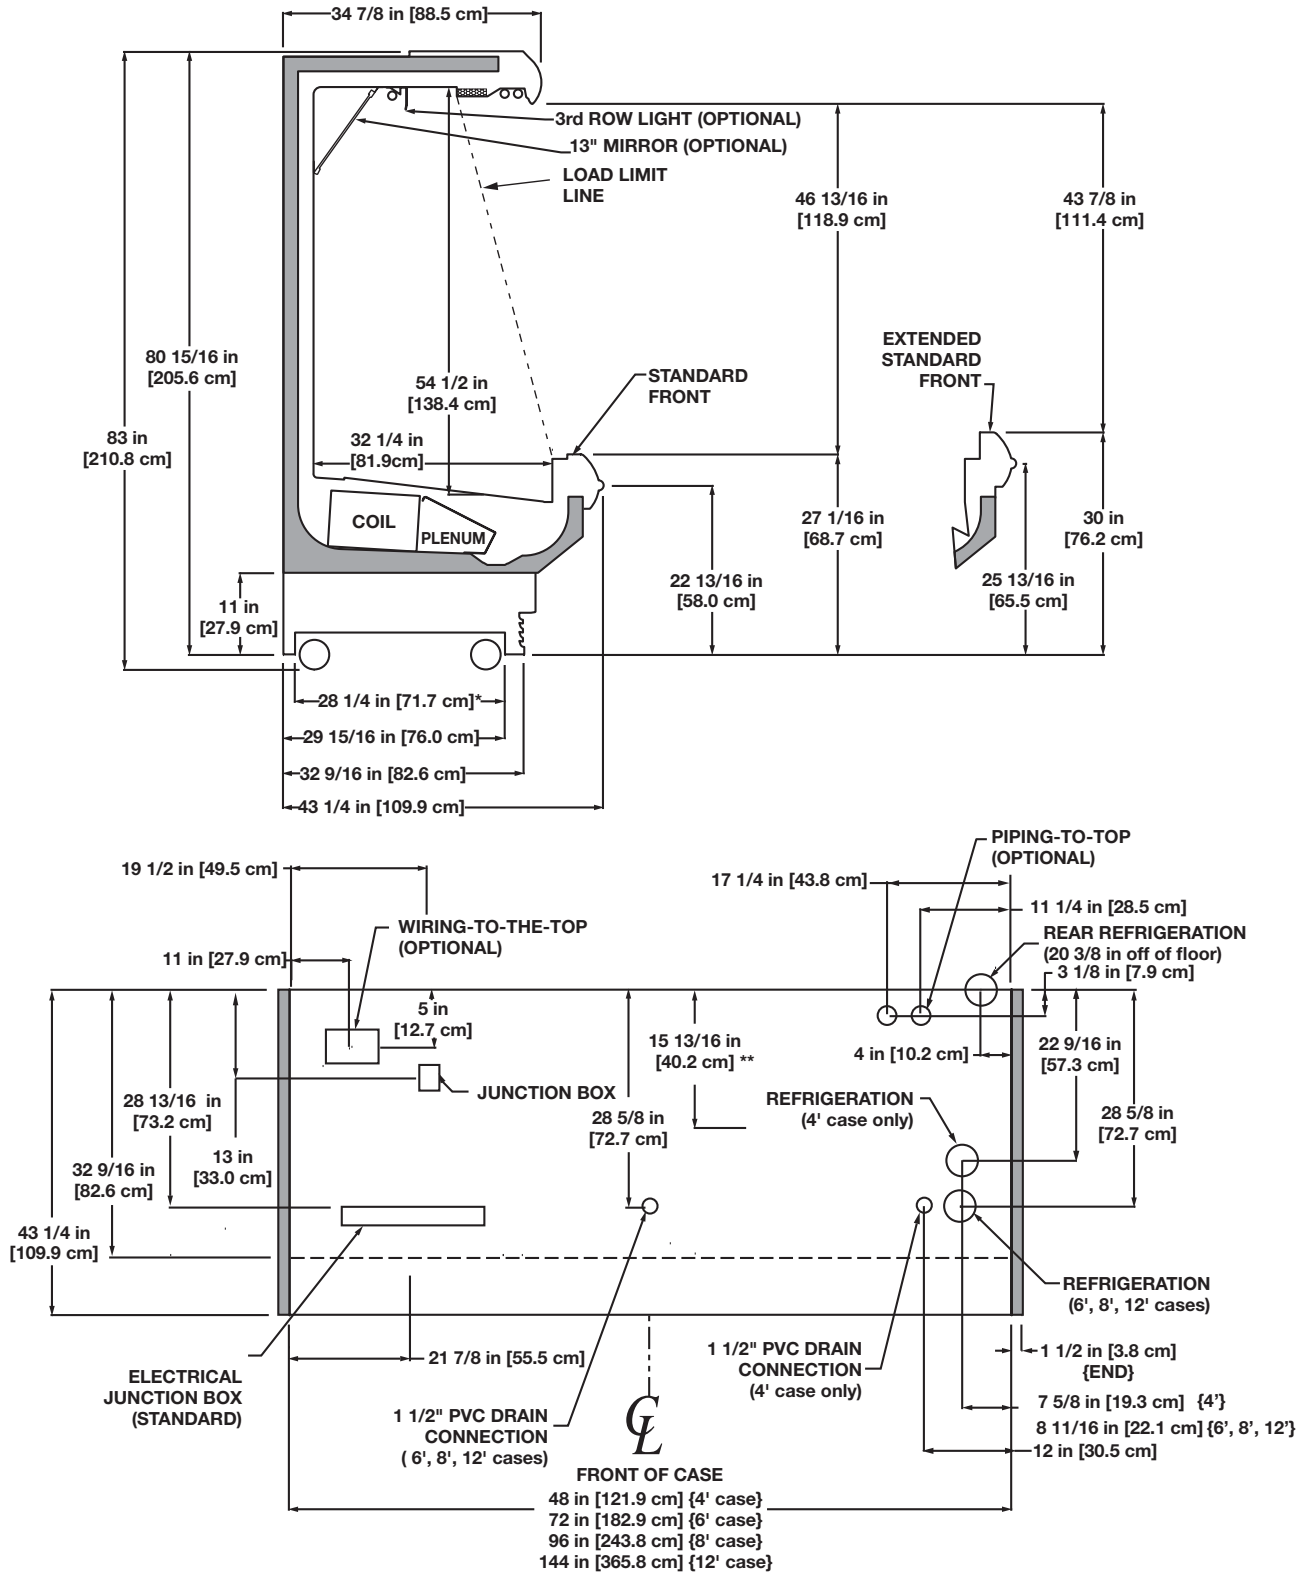 34 7/8 in [88.5 cm]
3rd ROW LIGHT (OPTIONAL)
13" MIRROR (OPTIONAL)
LOAD LIMIT
LINE
46 13/16 in
[118.9 cm]
43 7/8 in
[111.4 cm]
EXTENDED
STANDARD
FRONT
80 15/16 in
[205.6 cm]
54 1/2 in
[138.4 cm]
STANDARD
FRONT
83 in
[210.8 cm]
32 1/4 in
[81.9cm]
COIL
PLENUM
27 1/16 in
[68.7 cm]
30 in
[76.2 cm]
22 13/16 in
[58.0 cm]
25 13/16 in
[65.5 cm]
11 in
[27.9 cm]
28 1/4 in [71.7 cm]*
29 15/16 in [76.0 cm]
32 9/16 in [82.6 cm]
43 1/4 in [109.9 cm]
PIPING-TO-TOP
(OPTIONAL)
19 1/2 in [49.5 cm]
17 1/4 in [43.8 cm]
11 1/4 in [28.5 cm]
WIRING-TO-THE-TOP
(OPTIONAL)
REAR REFRIGERATION
(20 3/8 in off of floor)
11 in [27.9 cm]
3 1/8 in [7.9 cm]
5 in
[12.7 cm]
15 13/16 in
[40.2 cm] **
4 in [10.2 cm]
22 9/16 in
[57.3 cm]
JUNCTION BOX
REFRIGERATION
(4' case only)
28 13/16 in
[73.2 cm]
28 5/8 in
[72.7 cm]
28 5/8 in
[72.7 cm]
13 in
[33.0 cm]
32 9/16 in
[82.6 cm]
43 1/4 in
[109.9 cm]
REFRIGERATION
(6', 8', 12' cases)
ELECTRICAL
JUNCTION BOX
(STANDARD)
21 7/8 in [55.5 cm]
1 1/2" PVC DRAIN
CONNECTION
(4' case only)
1 1/2 in [3.8 cm]
{END}
1 1/2" PVC DRAIN
CONNECTION
( 6', 8', 12' cases)
CL
7 5/8 in [19.3 cm] {4’}
8 11/16 in [22.1 cm] {6’, 8’, 12’}
12 in [30.5 cm]
FRONT OF CASE
48 in [121.9 cm] {4' case}
72 in [182.9 cm] {6' case}
96 in [243.8 cm] {8' case}
144 in [365.8 cm] {12' case}